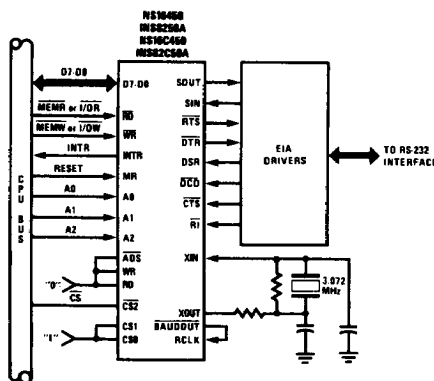 NS16450
INS8250A
NS16C450
INS82C50A
D7-D0
D7-D0
MEMR or I/OR
RD
MEMW or I/OW
WR
INTR
INTR
RESET
MR
A0
A0
A1
A1
A2
A2
ADS
WR
RD
"0"
CS
CS2
"1"
CS1
CS0
CPU BUS
SOUT
SIN
RTS
DTR
DSR
DCD
CTS
RI
XIN
XOUT
BAUDOUT
RCLK
EIA
DRIVERS
TO RS-232
INTERFACE
3.072
MHz